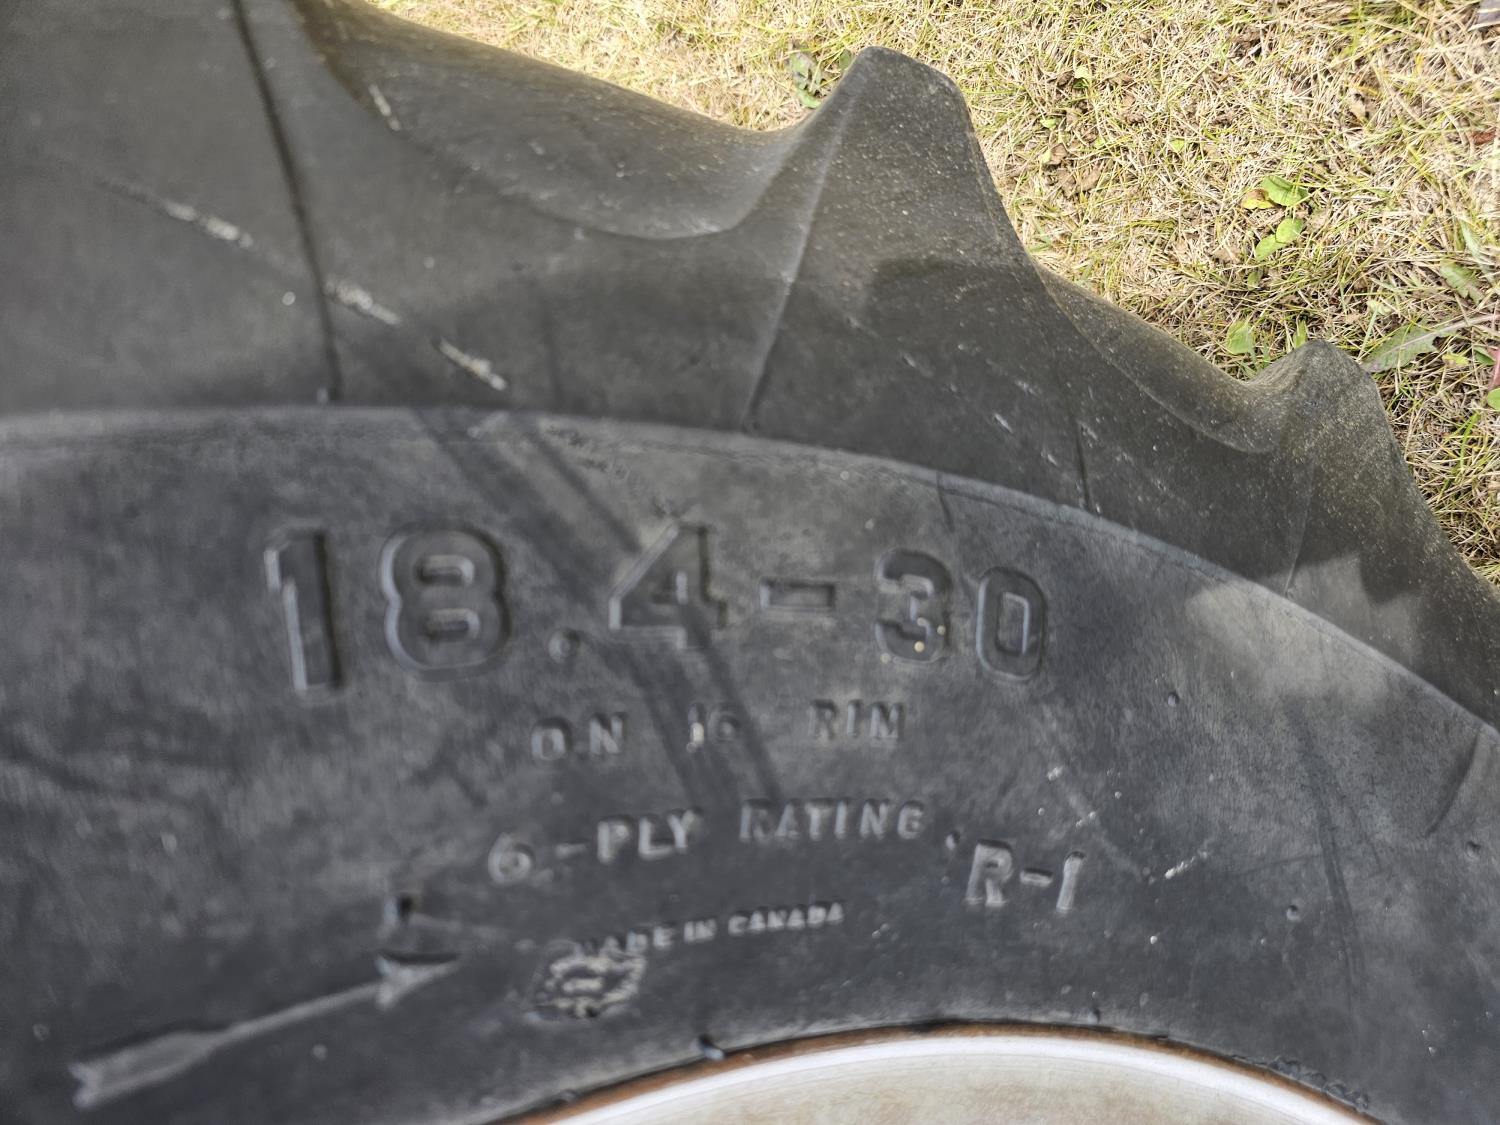 18.4-30
ON 16 RIM
6-PLY RATING
R-1
MADE IN CANADA